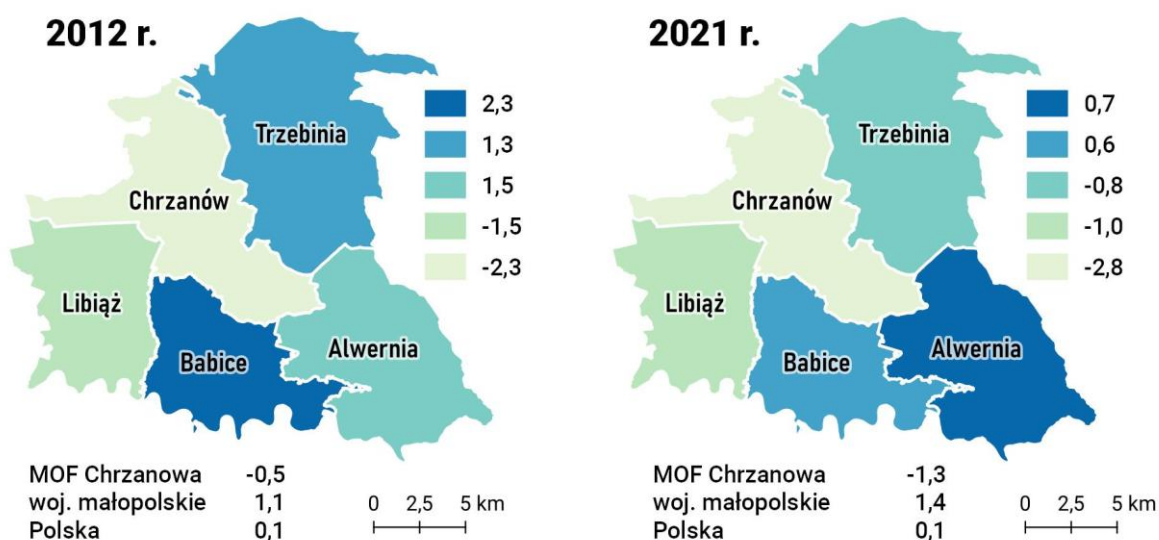 2012 r.
2,3
1,3
1,5
-1,5
-2,3
Trzebinia
Chrzanów
Libiąż
Babice
Alwernia
MOF Chrzanowa -0,5
woj. małopolskie 1,1
Polska 0,1
0 2,5 5 km
2021 r.
0,7
0,6
-0,8
-1,0
-2,8
Trzebinia
Chrzanów
Libiąż
Babice
Alwernia
MOF Chrzanowa -1,3
woj. małopolskie 1,4
Polska 0,1
0 2,5 5 km